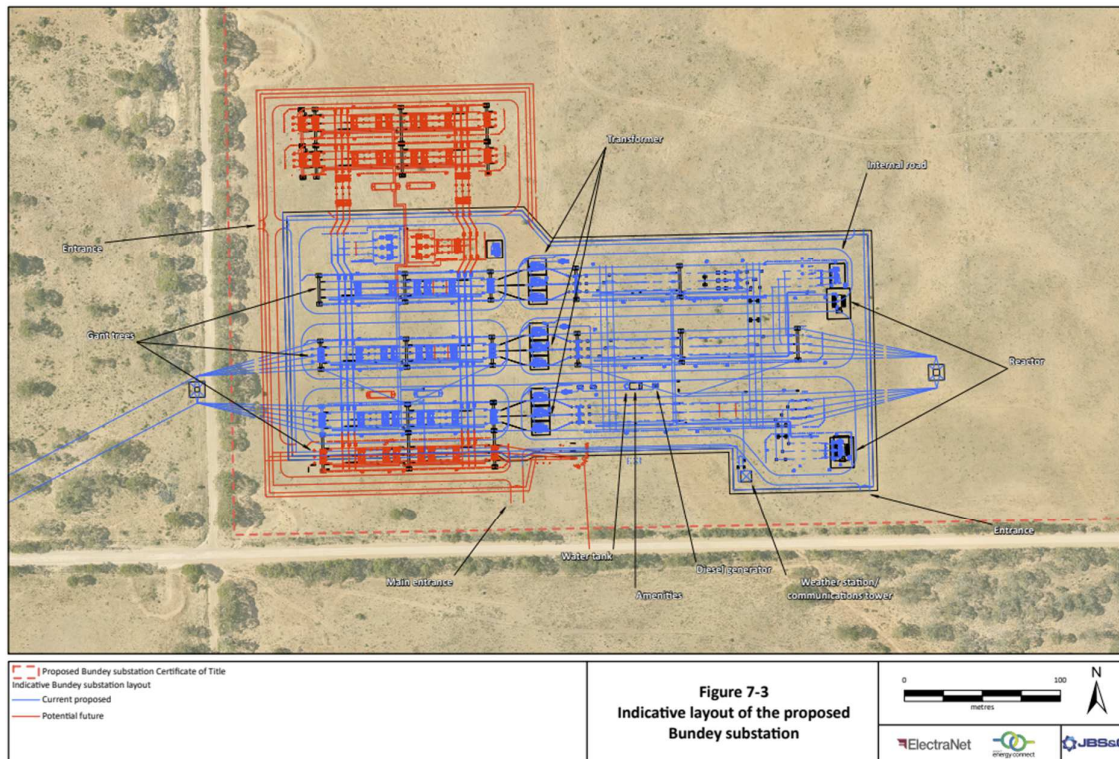 Transformer
Internal road
Entrance
Gant trees
Reactor
Entrance
Water tank
Diesel generator
Main entrance
Weather station/
communications tower
Amenities
Proposed Bundey substation Certificate of Title
Indicative Bundey substation layout
Current proposed
Potential future
Figure 7-3
Indicative layout of the proposed
Bundey substation
0 100
metres
N
ElectraNet
energy connect